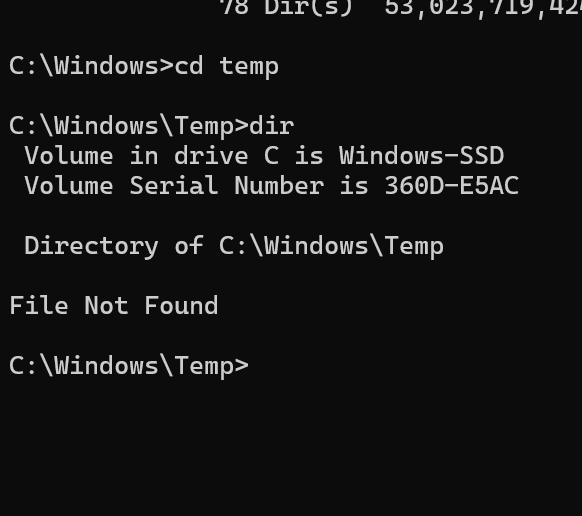 78 Dir(s) 53,023,719,42
C:\Windows>cd temp
C:\Windows\Temp>dir
Volume in drive C is Windows-SSD
Volume Serial Number is 360D-E5AC
Directory of C:\Windows\Temp
File Not Found
C:\Windows\Temp>